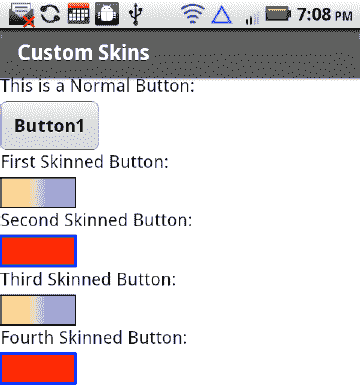 7:08 PM
Custom Skins
This is a Normal Button:
Button1
First Skinned Button:
Second Skinned Button:
Third Skinned Button:
Fourth Skinned Button: